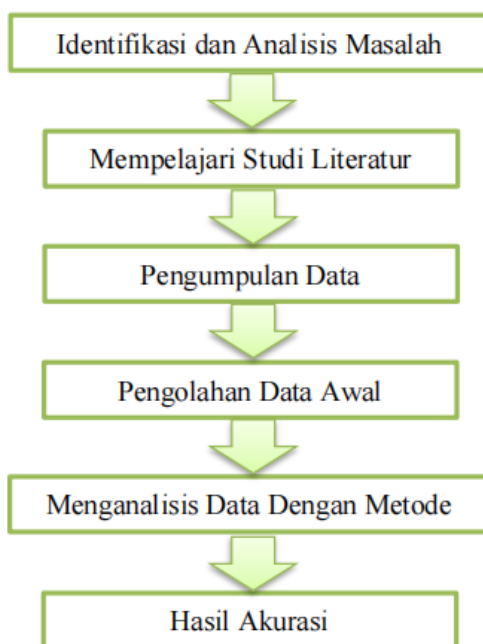 Identifikasi dan Analisis Masalah
Mempelajari Studi Literatur
Pengumpulan Data
Pengolahan Data Awal
Menganalisis Data Dengan Metode
Hasil Akurasi